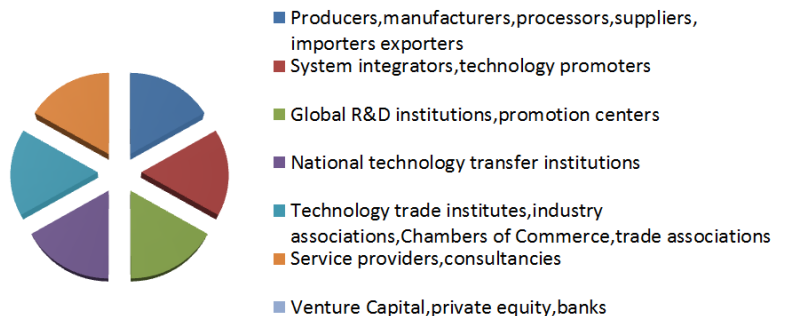 Producers,manufacturers,processors,suppliers,
importers exporters
System integrators,technology promoters
Global R&D institutions,promotion centers
National technology transfer institutions
Technology trade institutes,industry
associations,Chambers of Commerce,trade associations
Service providers,consultancies
Venture Capital,private equity,banks